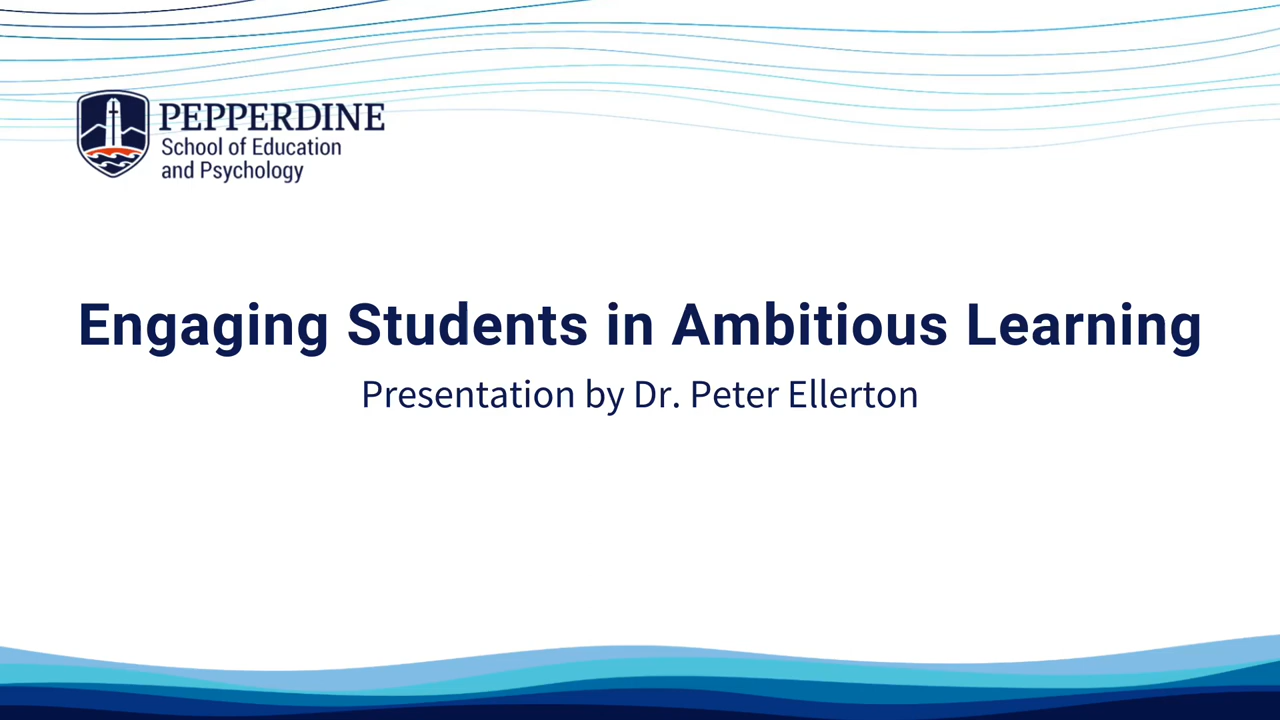 PEPPERDINE
School of Education
and Psychology
Engaging Students in Ambitious Learning
Presentation by Dr. Peter Ellerton